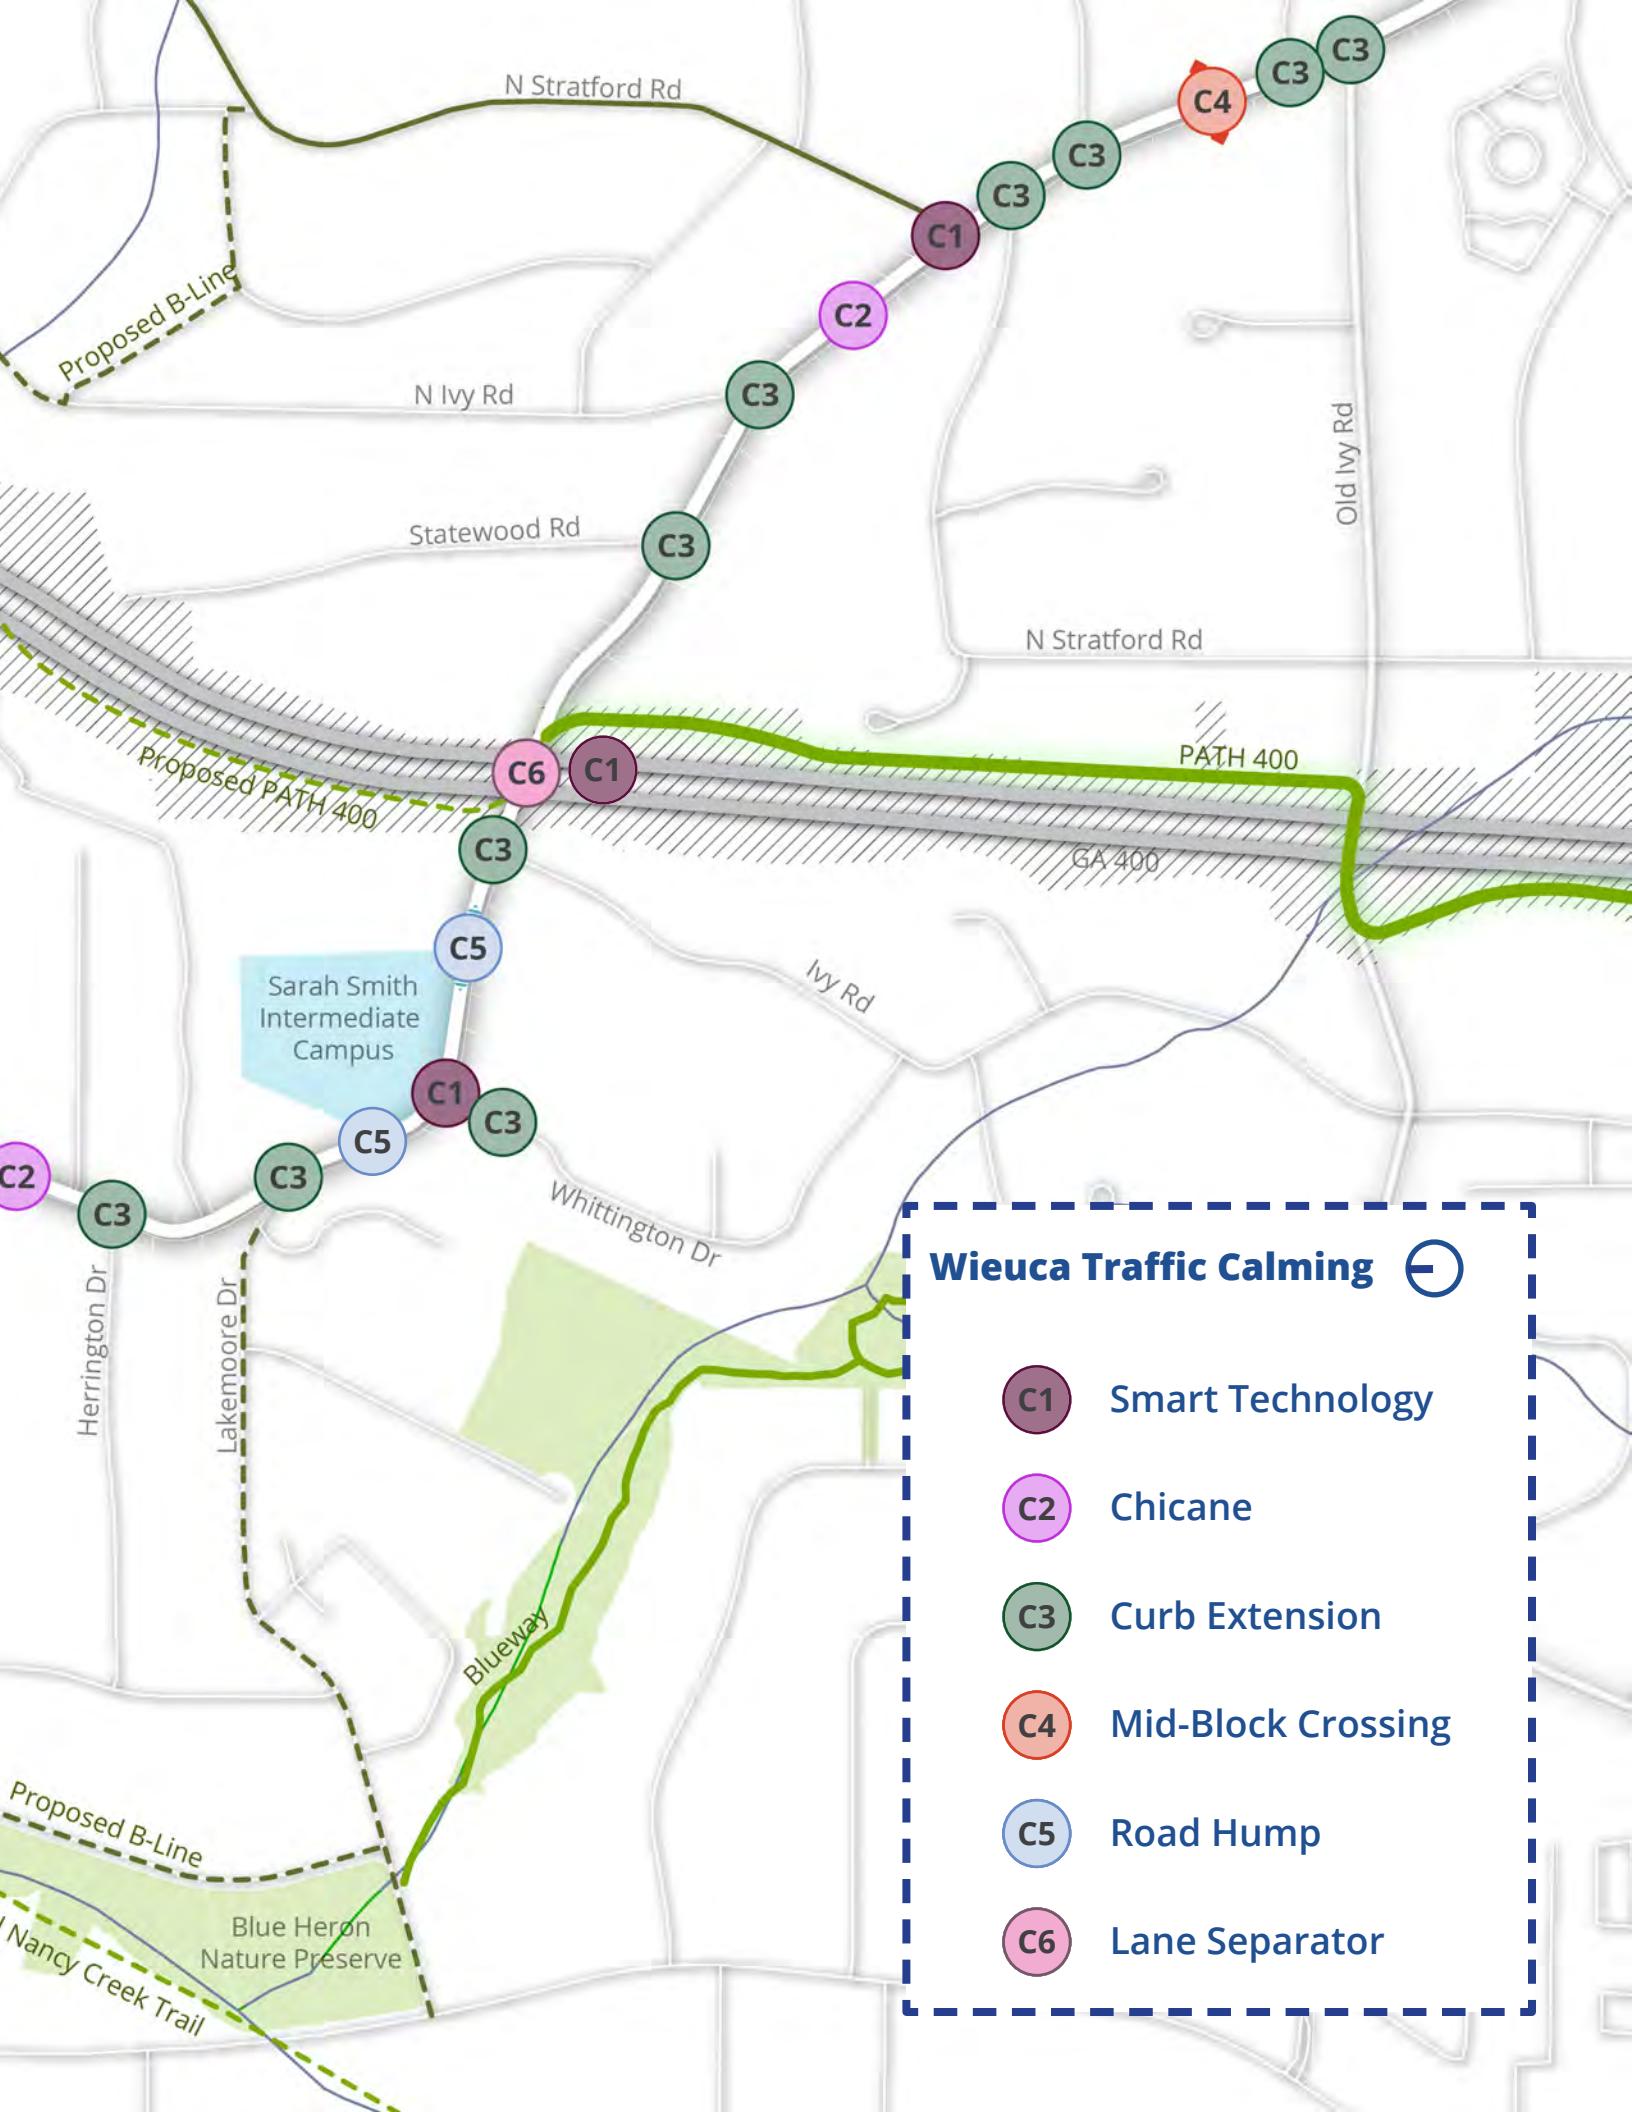 C3
C3
N Stratford Rd
C4
C3
C3
C1
Proposed B-Line
C2
N Ivy Rd
C3
Old Ivy Rd
Statewood Rd
C3
N Stratford Rd
PATH 400
C6
C1
Proposed PATH 400
C3
GA 400
C5
Ivy Rd
Sarah Smith
Intermediate
Campus
C1
C3
C5
C2
C3
C3
Whittington Dr
Herrington Dr
Lakemoore Dr
Wieuca Traffic Calming
C1 Smart Technology
C2 Chicane
C3 Curb Extension
C4 Mid-Block Crossing
C5 Road Hump
C6 Lane Separator
Blueway
Proposed B-Line
Blue Heron
Nature Preserve
Nancy Creek Trail